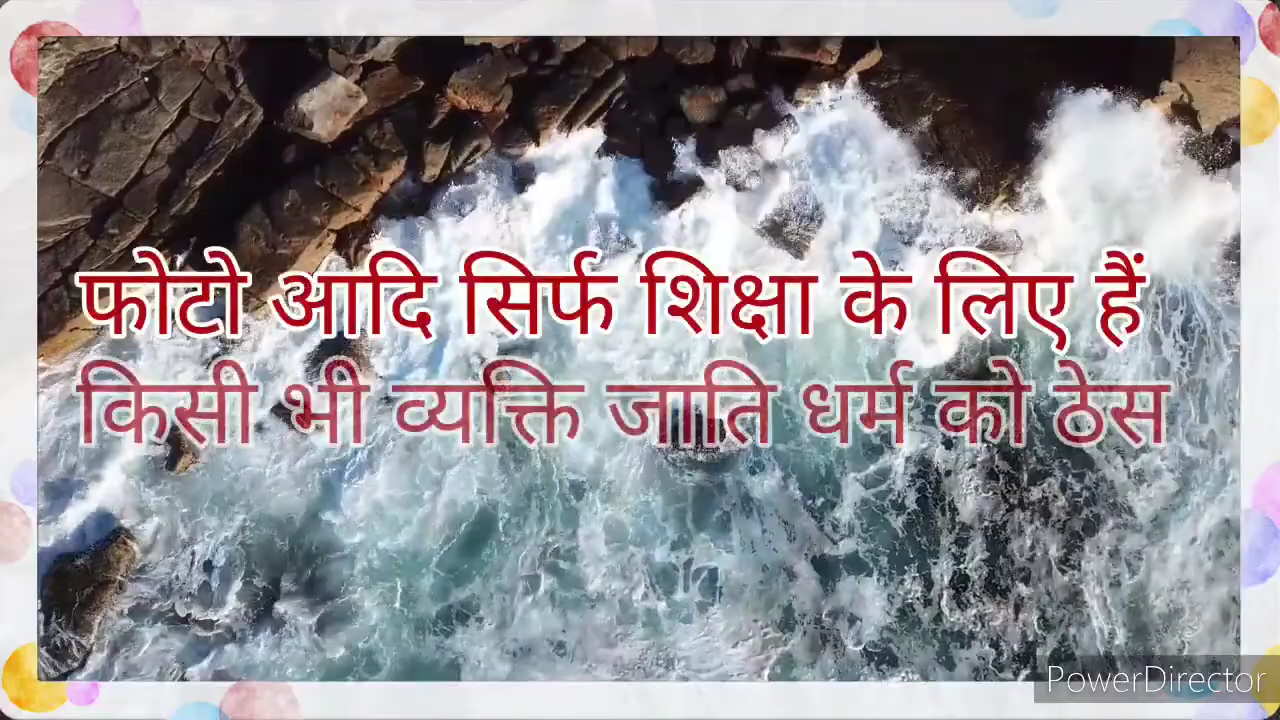 फोटो आदि सिर्फ शिक्षा के लिए हैं
किसी भी व्यक्ति जाति धर्म को ठेस
PowerDirector